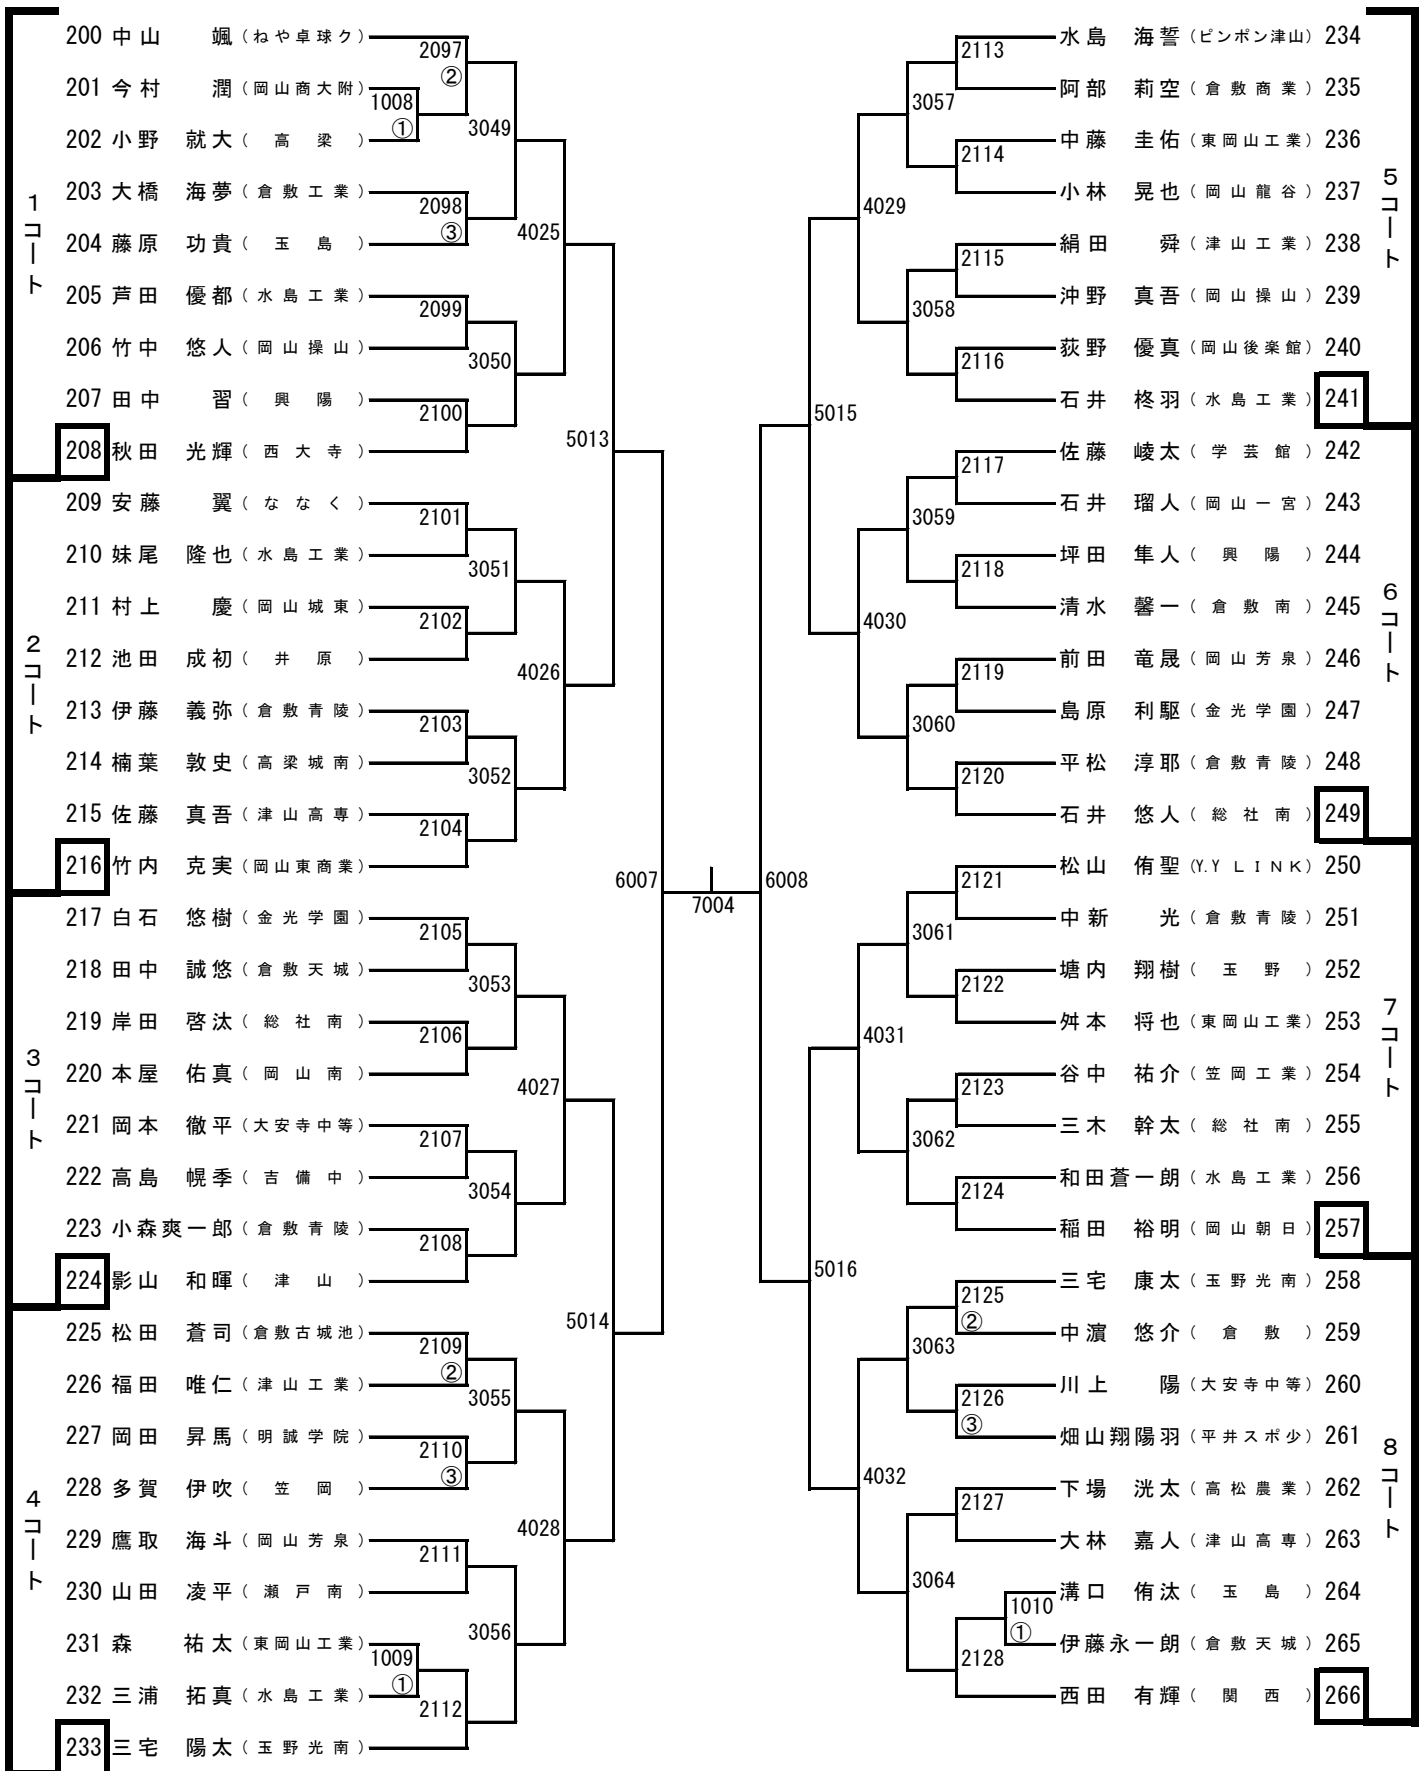 1コート
200 中山 颯 (ねや卓球ク)
2097
②
201 今村 潤 (岡山商大附)
1008
①
202 小野 就大 (高梁)
3049
203 大橋 海夢 (倉敷工業)
2098
③
204 藤原 功貴 (玉島)
4025
205 芦田 優都 (水島工業)
2099
206 竹中 悠人 (岡山操山)
3050
207 田中 習 (興陽)
2100
208 秋田 光輝 (西大寺)
5013
2コート
209 安藤 翼 (ななく)
2101
210 妹尾 隆也 (水島工業)
3051
211 村上 慶 (岡山城東)
2102
212 池田 成初 (井原)
4026
213 伊藤 義弥 (倉敷青陵)
2103
214 楠葉 敦史 (高梁城南)
3052
215 佐藤 真吾 (津山高専)
2104
216 竹内 克実 (岡山東商業)
6007
3コート
217 白石 悠樹 (金光学園)
2105
218 田中 誠悠 (倉敷天城)
3053
219 岸田 啓汰 (総社南)
2106
220 本屋 佑真 (岡山南)
4027
221 岡本 徹平 (大安寺中等)
2107
222 高島 幌季 (吉備中)
3054
223 小森爽一郎 (倉敷青陵)
2108
224 影山 和暉 (津山)
5014
4コート
225 松田 蒼司 (倉敷古城池)
2109
②
226 福田 唯仁 (津山工業)
3055
227 岡田 昇馬 (明誠学院)
2110
③
228 多賀 伊吹 (笠岡)
4028
229 鷹取 海斗 (岡山芳泉)
2111
230 山田 凌平 (瀬戸南)
3056
231 森 祐太 (東岡山工業)
1009
①
232 三浦 拓真 (水島工業)
2112
233 三宅 陽太 (玉野光南)
7004
5コート
水島 海誓 (ピンポン津山) 234
2113
阿部 莉空 (倉敷商業) 235
3057
中藤 圭佑 (東岡山工業) 236
2114
小林 晃也 (岡山龍谷) 237
4029
絹田 舜 (津山工業) 238
2115
沖野 真吾 (岡山操山) 239
3058
荻野 優真 (岡山後楽館) 240
2116
石井 柊羽 (水島工業) 241
5015
6コート
佐藤 崚太 (学芸館) 242
2117
石井 瑠人 (岡山一宮) 243
3059
坪田 隼人 (興陽) 244
2118
清水 馨一 (倉敷南) 245
4030
前田 竜晟 (岡山芳泉) 246
2119
島原 利駆 (金光学園) 247
3060
平松 淳耶 (倉敷青陵) 248
2120
石井 悠人 (総社南) 249
6008
7コート
松山 侑聖 (Y.Y LINK) 250
2121
中新 光 (倉敷青陵) 251
3061
塘内 翔樹 (玉野) 252
2122
舛本 将也 (東岡山工業) 253
4031
谷中 祐介 (笠岡工業) 254
2123
三木 幹太 (総社南) 255
3062
和田蒼一朗 (水島工業) 256
2124
稲田 裕明 (岡山朝日) 257
5016
8コート
三宅 康太 (玉野光南) 258
2125
②
中濵 悠介 (倉敷) 259
3063
川上 陽 (大安寺中等) 260
2126
③
畑山翔陽羽 (平井スポ少) 261
4032
下場 洸太 (高松農業) 262
2127
大林 嘉人 (津山高専) 263
3064
溝口 侑汰 (玉島) 264
1010
①
伊藤永一朗 (倉敷天城) 265
2128
西田 有輝 (関西) 266